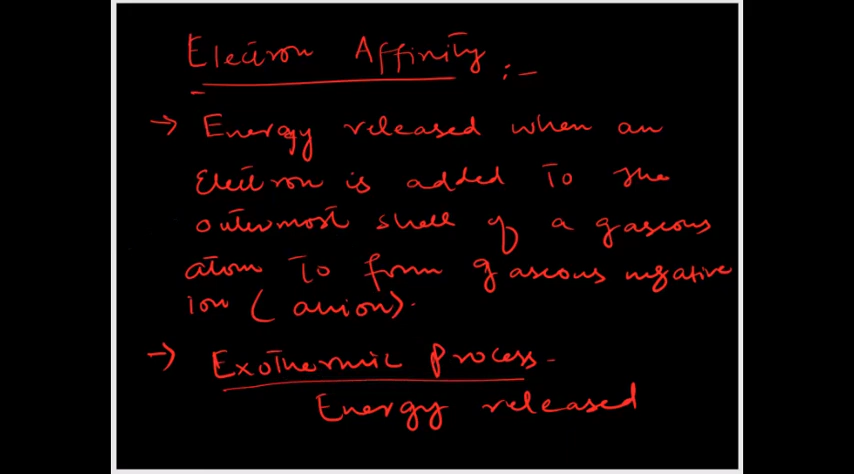 Electron Affinity :-
→ Energy released when an
Electron is added To the
outermost shell of a gaseous
atom To form gaseous negative
ion (anion).
→ Exothermic Process.
Energy released